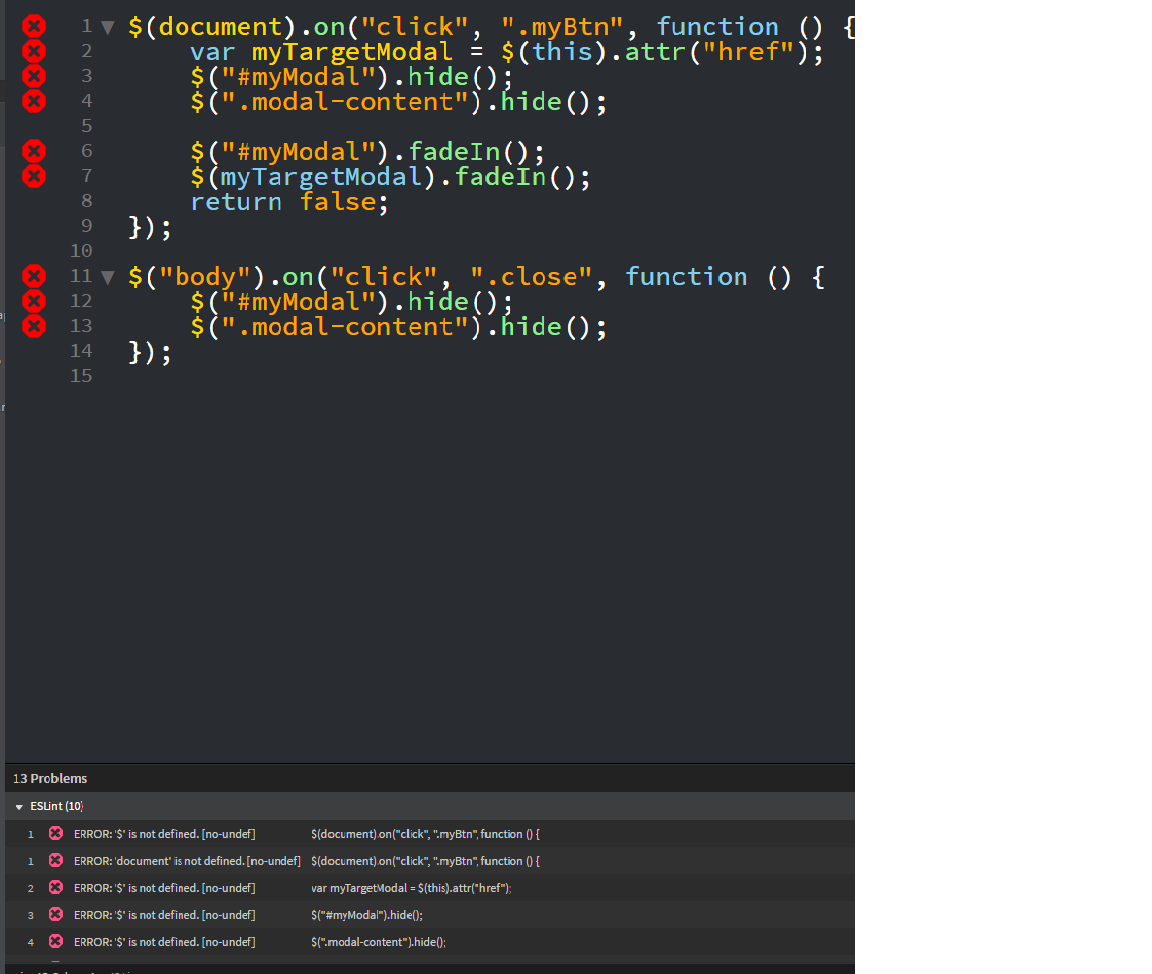 1 ▼ $(document).on("click", ".myBtn", function () {
2 var myTargetModal = $(this).attr("href");
3 $("#myModal").hide();
4 $(".modal-content").hide();
5
6 $("#myModal").fadeIn();
7 $(myTargetModal).fadeIn();
8 return false;
9 });
10
11 ▼ $("body").on("click", ".close", function () {
12 $("#myModal").hide();
13 $(".modal-content").hide();
14 });
15
13 Problems
▼ ESLint (10)
1 ERROR: '$' is not defined. [no-undef] $(document).on("click", ".myBtn", function () {
1 ERROR: 'document' is not defined. [no-undef] $(document).on("click", ".myBtn", function () {
2 ERROR: '$' is not defined. [no-undef] var myTargetModal = $(this).attr("href");
3 ERROR: '$' is not defined. [no-undef] $("#myModal").hide();
4 ERROR: '$' is not defined. [no-undef] $(".modal-content").hide();